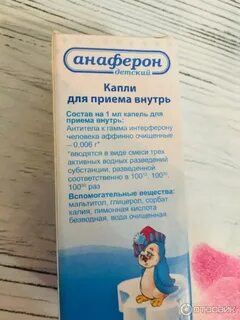 анаферон
детский
Капли
для приема внутрь
Состав на 1 мл капель для
приема внутрь:
Антитела к гамма интерферону
человека аффинно очищенные
– 0.006 г*
*вводятся в виде смеси трех
активных водных разведений
субстанции, разведенной
соответственно в 100¹², 100³⁰,
100⁵⁰ раз
Вспомогательные вещества:
мальтитол, глицерол, сорбат
калия, лимонная кислота
безводная, вода очищенная